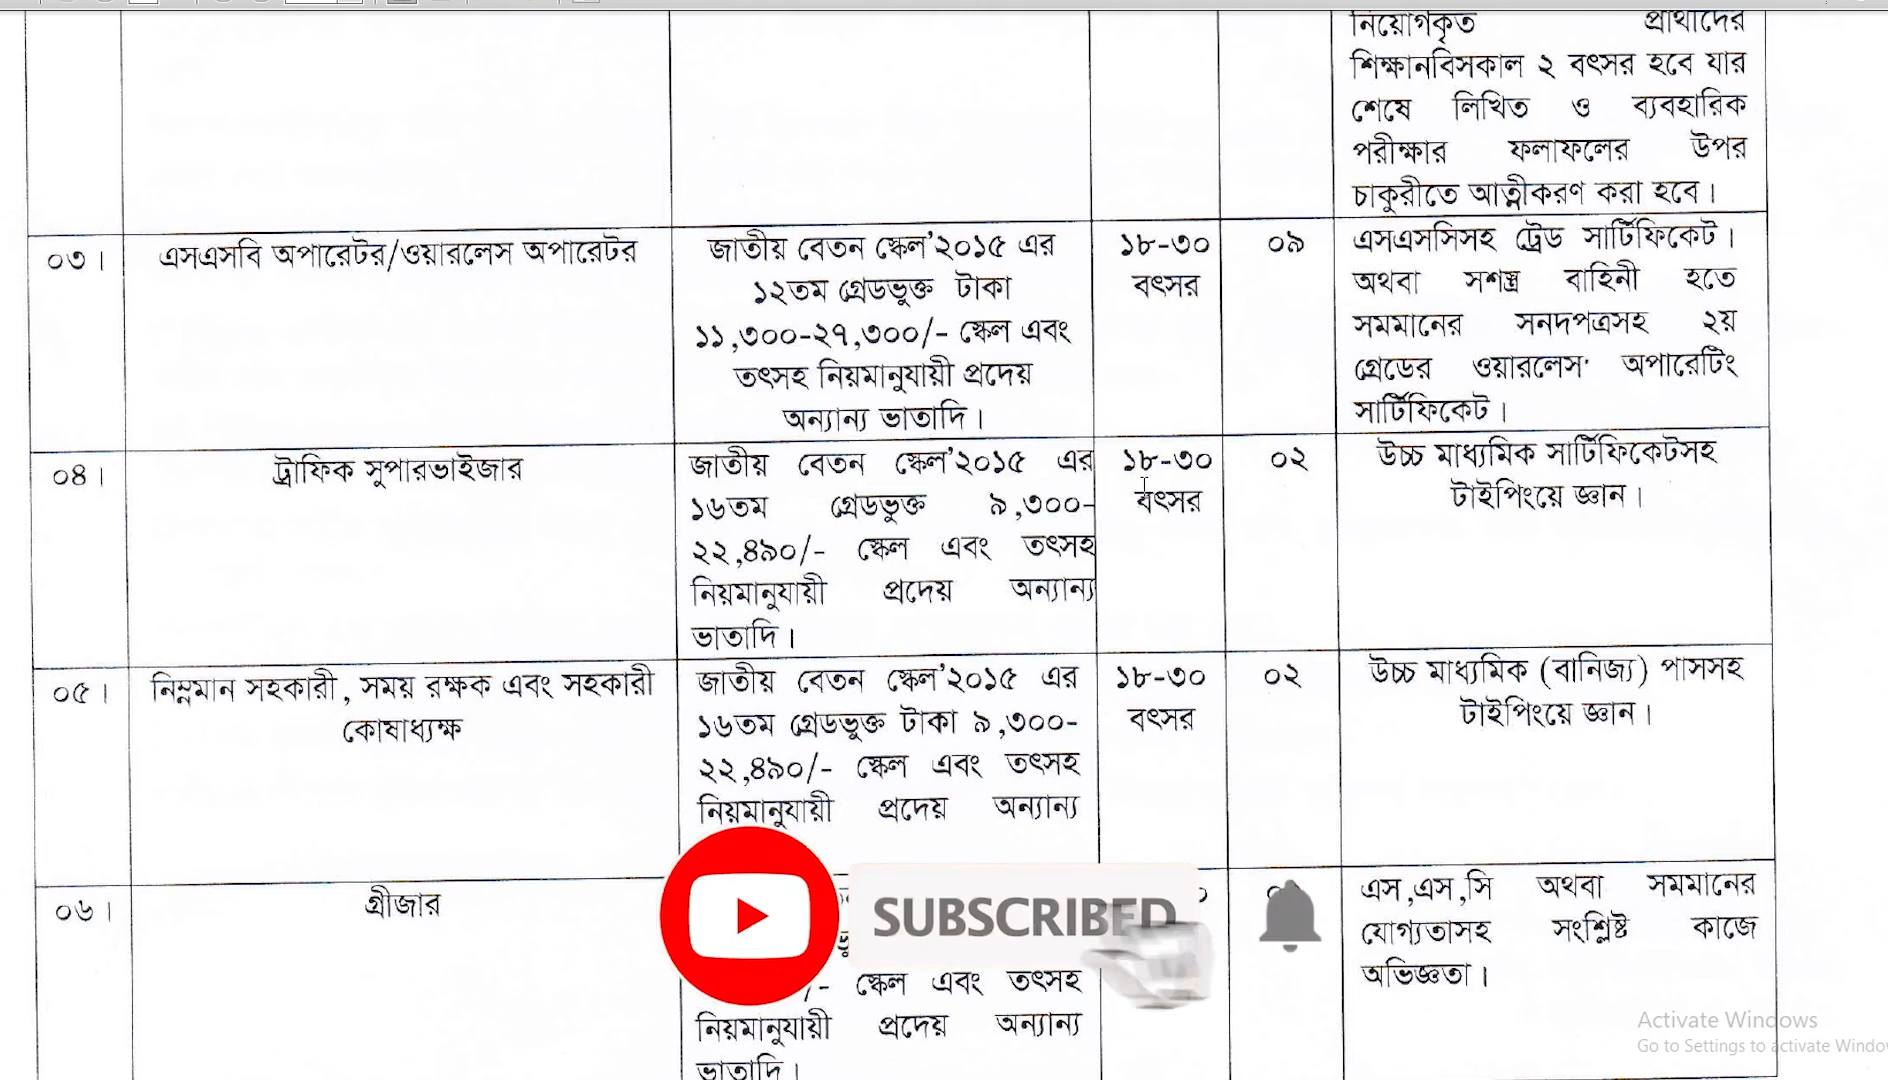 নিয়োগকৃত প্রার্থীদের
শিক্ষানবিসকাল ২ বৎসর হবে যার
শেষে লিখিত ও ব্যবহারিক
পরীক্ষার ফলাফলের উপর
চাকুরীতে আত্মীকরণ করা হবে।
০৩। এসএসবি অপারেটর/ওয়ারলেস অপারেটর
জাতীয় বেতন স্কেল'২০১৫ এর
১২তম গ্রেডভুক্ত টাকা
১১,৩০০-২৭,৩০০/- স্কেল এবং
তৎসহ নিয়মানুযায়ী প্রদেয়
অন্যান্য ভাতাদি।
১৮-৩০
বৎসর
০৯
এসএসসিসহ ট্রেড সার্টিফিকেট।
অথবা সশস্ত্র বাহিনী হতে
সমমানের সনদপত্রসহ ২য়
গ্রেডের ওয়ারলেস অপারেটিং
সার্টিফিকেট।
০৪। ট্রাফিক সুপারভাইজার
জাতীয় বেতন স্কেল'২০১৫ এর
১৬তম গ্রেডভুক্ত ৯,৩০০-
২২,৪৯০/- স্কেল এবং তৎসহ
নিয়মানুযায়ী প্রদেয় অন্যান্য
ভাতাদি।
১৮-৩০
বৎসর
০২
উচ্চ মাধ্যমিক সার্টিফিকেটসহ
টাইপিংয়ে জ্ঞান।
০৫। নিম্নমান সহকারী, সময় রক্ষক এবং সহকারী
কোষাধ্যক্ষ
জাতীয় বেতন স্কেল'২০১৫ এর
১৬তম গ্রেডভুক্ত টাকা ৯,৩০০-
২২,৪৯০/- স্কেল এবং তৎসহ
নিয়মানুযায়ী প্রদেয় অন্যান্য
১৮-৩০
বৎসর
০২
উচ্চ মাধ্যমিক (বানিজ্য) পাসসহ
টাইপিংয়ে জ্ঞান।
০৬। গ্রীজার
/- স্কেল এবং তৎসহ
নিয়মানুযায়ী প্রদেয় অন্যান্য
ভাতাদি।
এস,এস,সি অথবা সমমানের
যোগ্যতাসহ সংশ্লিষ্ট কাজে
অভিজ্ঞতা।
SUBSCRIBED
Activate Windows
Go to Settings to activate Windo